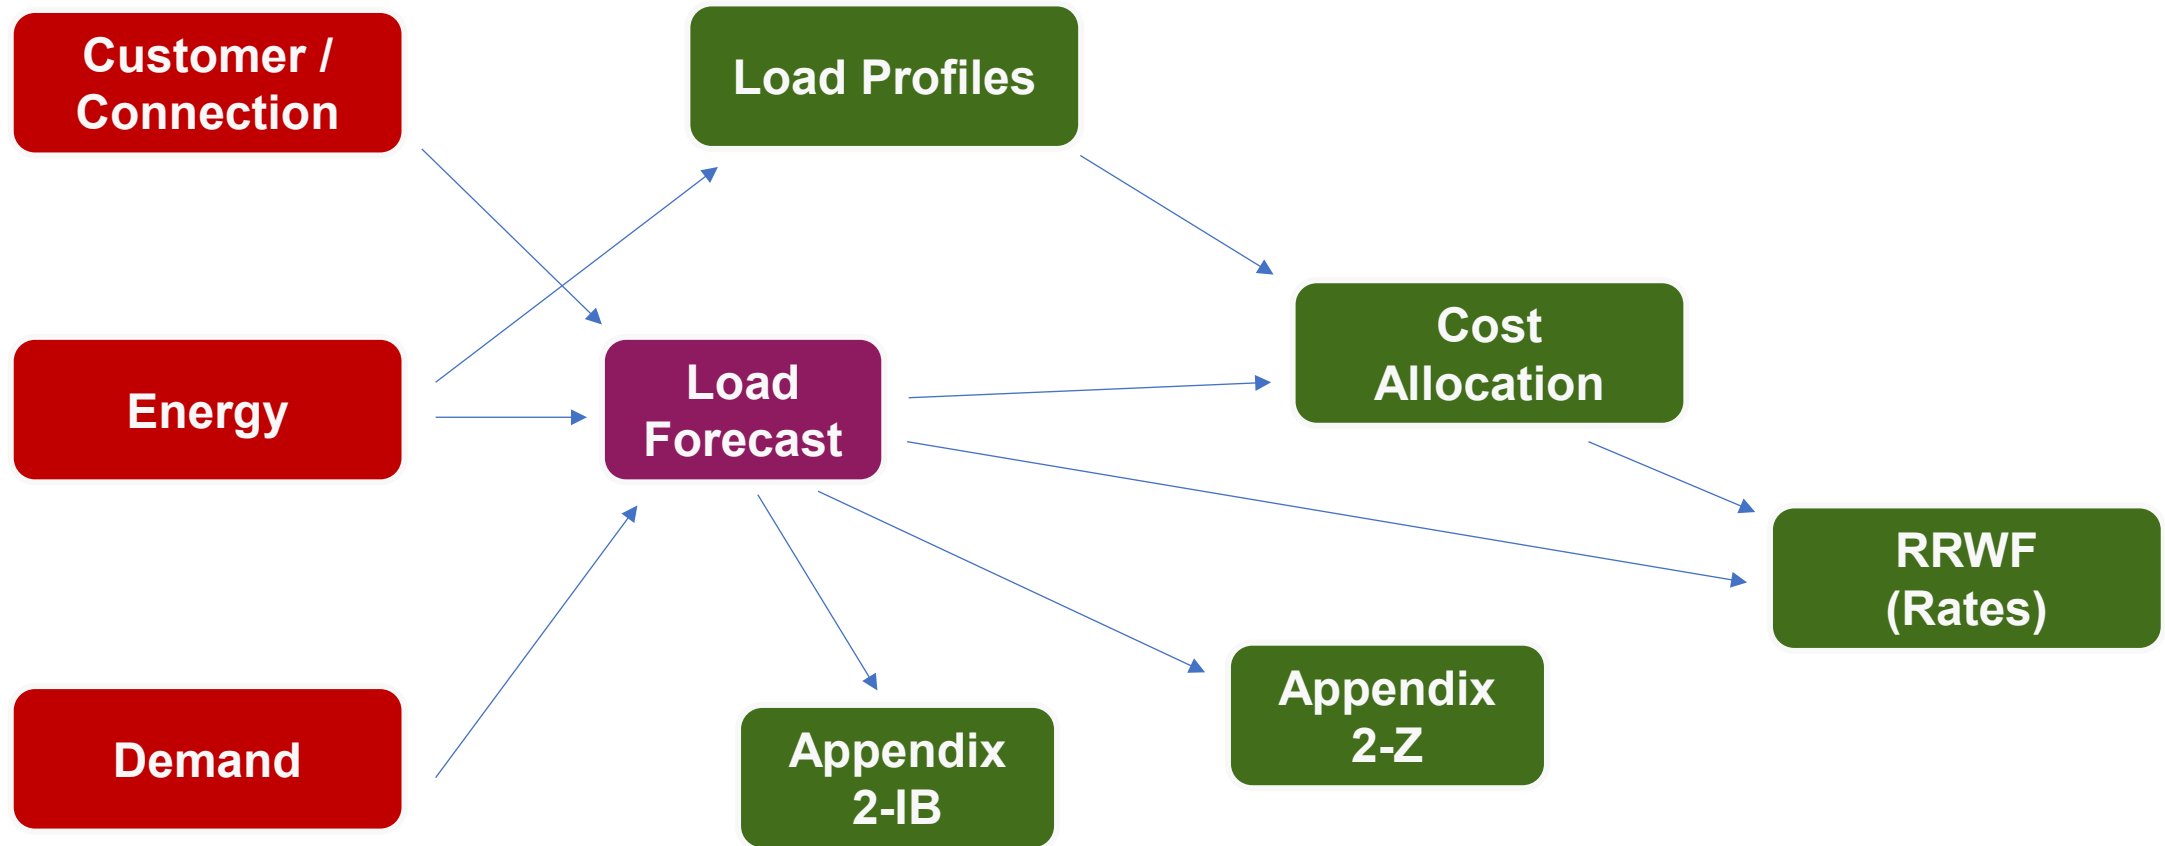 Customer /
Connection
Load Profiles
Energy
Load
Forecast
Cost
Allocation
RRWF
(Rates)
Demand
Appendix
2-IB
Appendix
2-Z